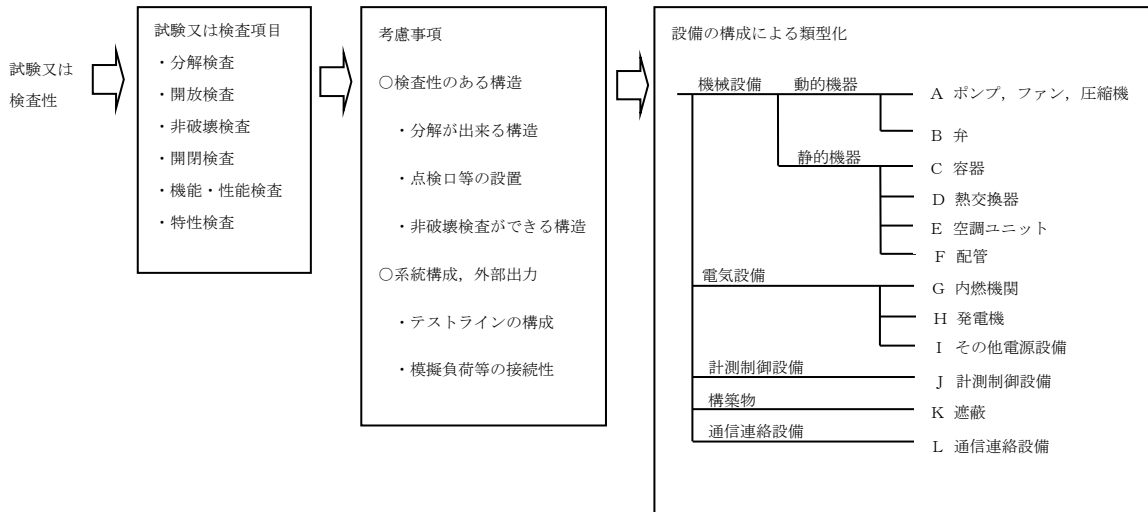 試験又は
検査性
試験又は検査項目
・分解検査
・開放検査
・非破壊検査
・開閉検査
・機能・性能検査
・特性検査
考慮事項
○検査性のある構造
・分解が出来る構造
・点検口等の設置
・非破壊検査ができる構造
○系統構成，外部出力
・テストラインの構成
・模擬負荷等の接続性
設備の構成による類型化
機械設備 動的機器 A ポンプ，ファン，圧縮機
B 弁
静的機器 C 容器
D 熱交換器
E 空調ユニット
F 配管
電気設備 G 内燃機関
H 発電機
I その他電源設備
計測制御設備 J 計測制御設備
構築物 K 遮蔽
通信連絡設備 L 通信連絡設備